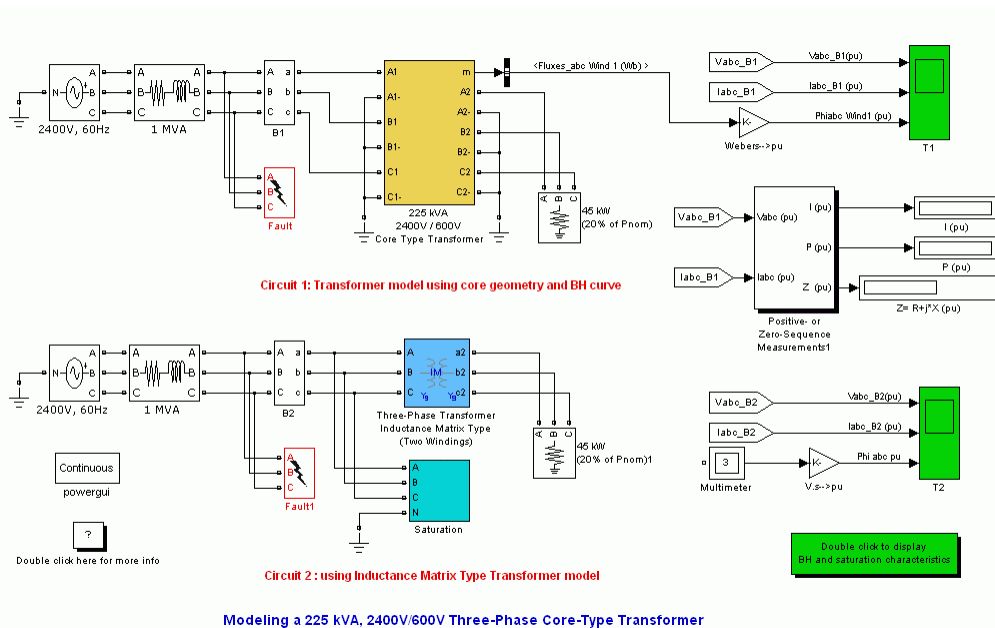 A A
N B B B
C C C
2400V, 60Hz
1 MVA
A a
B b
C c
B1
A
B
C
Fault
A1 m
A1- A2
B1 A2-
B1- B2
C1 B2-
C1- C2
C2-
225 kVA
2400V / 600V
Core Type Transformer
A B C
45 kW
(20% of Pnom)
<Fluxes_abc Wind 1 (Wb) >
Vabc_B1
Vabc_B1(pu)
Iabc_B1
Iabc_B1 (pu)
K-
Phiabc Wind1 (pu)
Webers-->pu
T1
Vabc_B1
Vabc (pu)
I (pu)
I (pu)
P (pu)
P (pu)
Iabc_B1
Iabc (pu)
Z (pu)
Z= R+j*X (pu)
Positive- or
Zero-Sequence
Measurements1
Circuit 1: Transformer model using core geometry and BH curve
A A A
N B B B
C C C
2400V, 60Hz
1 MVA
A a
B b
C c
B2
A a2
B IM b2
C Yg Yg c2
Three-Phase Transformer
Inductance Matrix Type
(Two Windings)
A B C
45 kW
(20% of Pnom)1
A
B
C
Fault1
A
B
C
N
Saturation
Vabc_B2
Vabc_B2(pu)
Iabc_B2
Iabc_B2 (pu)
3
K-
Phi abc pu
Multimeter
V.s-->pu
T2
Continuous
powergui
?
Double click here for more info
Double click to display
BH and saturation characteristics
Circuit 2 : using Inductance Matrix Type Transformer model
Modeling a 225 kVA, 2400V/600V Three-Phase Core-Type Transformer